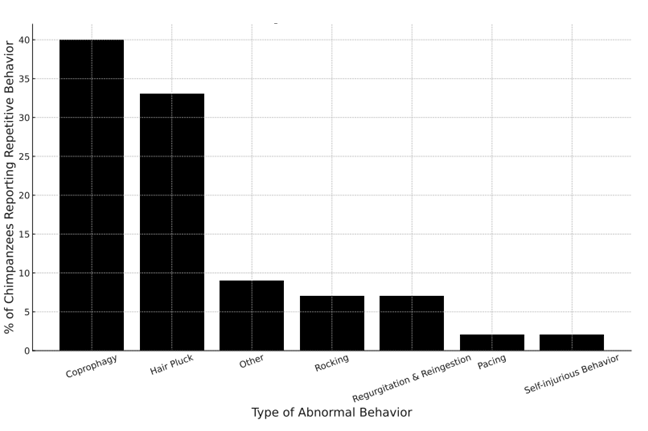 % of Chimpanzees Reporting Repetitive Behavior
40
35
30
25
20
15
10
5
0
Coprophagy
Hair Pluck
Other
Rocking
Regurgitation & Reingestion
Pacing
Self-injurious Behavior
Type of Abnormal Behavior